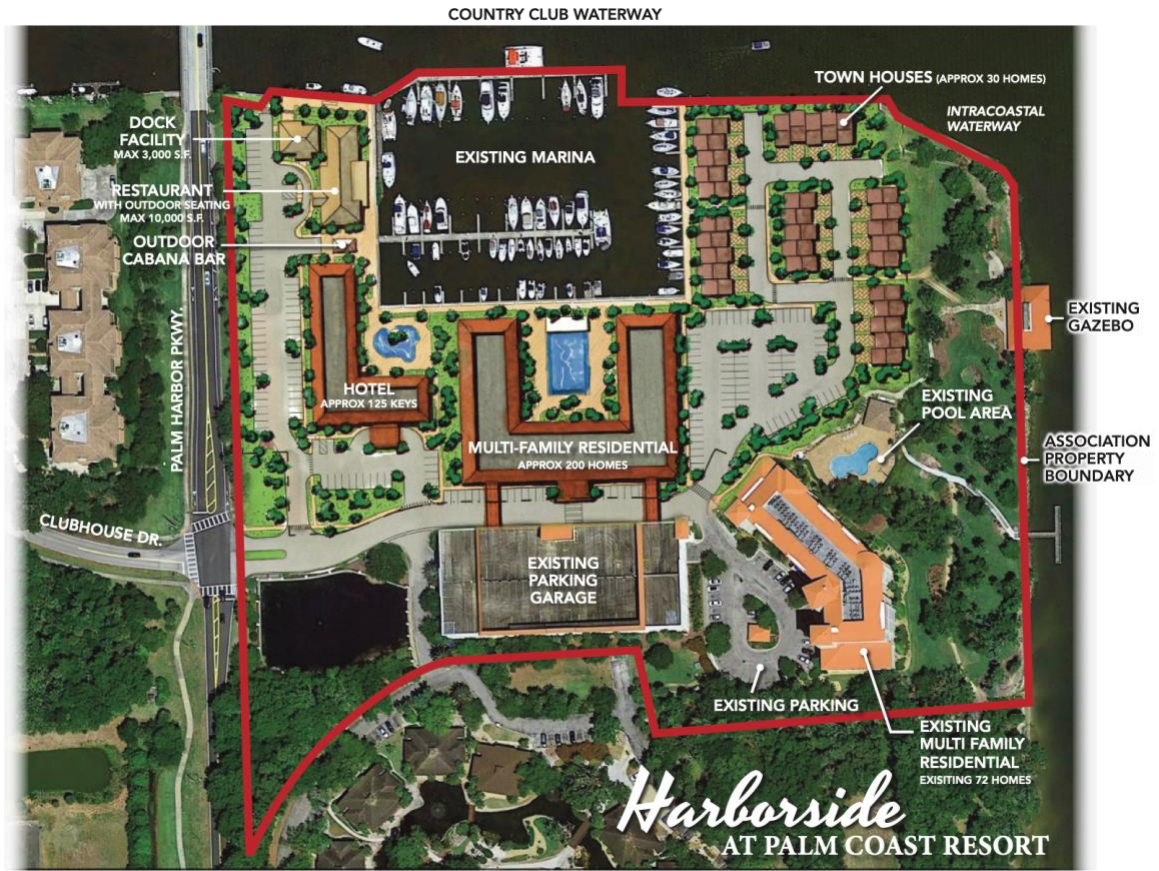 COUNTRY CLUB WATERWAY
TOWN HOUSES (APPROX 30 HOMES)
INTRACOASTAL
WATERWAY
DOCK
FACILITY
MAX 3,000 S.F.
EXISTING MARINA
RESTAURANT
WITH OUTDOOR SEATING
MAX 10,000 S.F.
OUTDOOR
CABANA BAR
EXISTING
GAZEBO
PALM HARBOR PKWY.
HOTEL
APPROX 125 KEYS
EXISTING
POOL AREA
MULTI-FAMILY RESIDENTIAL
APPROX 200 HOMES
ASSOCIATION
PROPERTY
BOUNDARY
CLUBHOUSE DR.
EXISTING
PARKING
GARAGE
EXISTING PARKING
EXISTING
MULTI FAMILY
RESIDENTIAL
EXISITING 72 HOMES
Harborside
AT PALM COAST RESORT